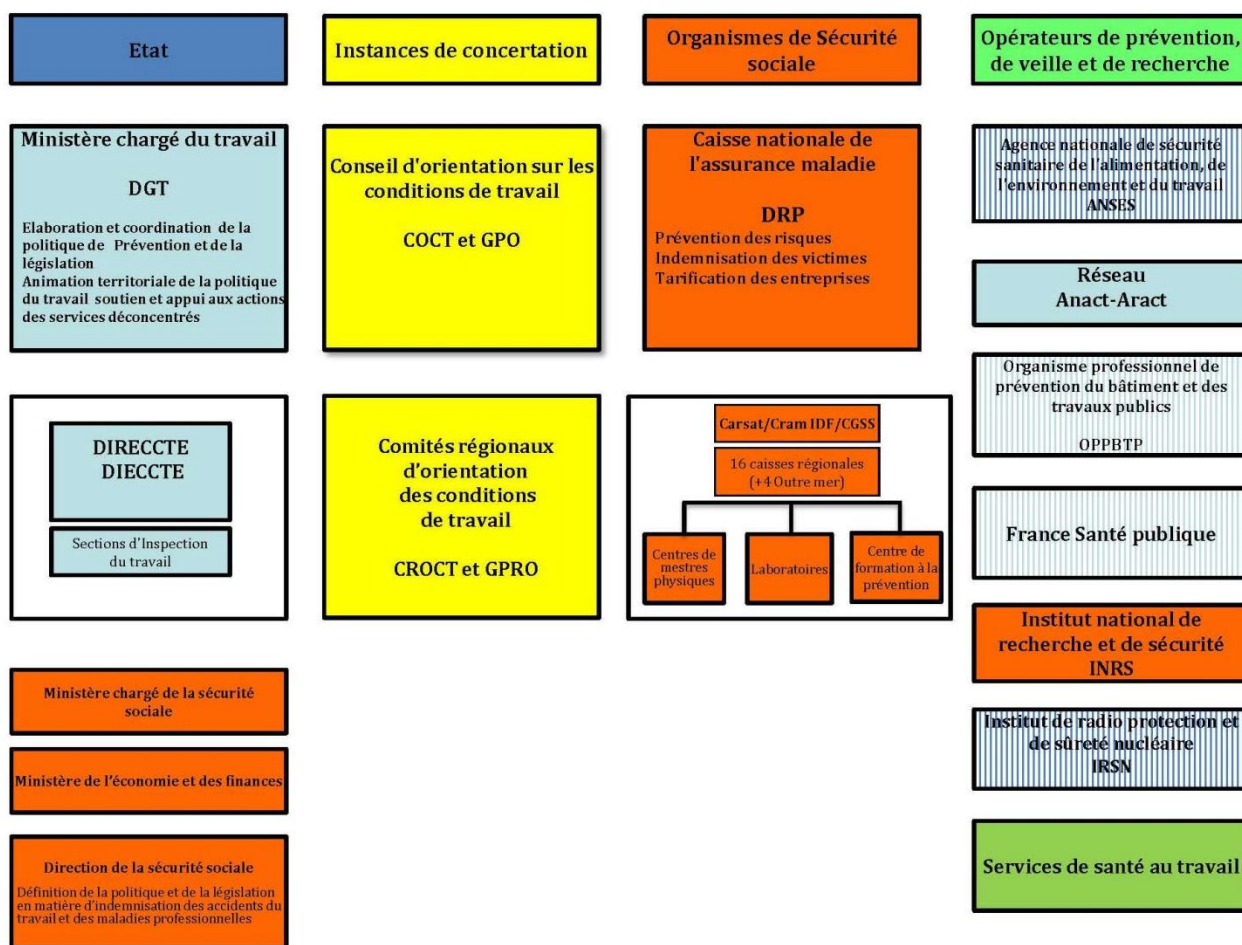 Etat
Instances de concertation
Organismes de Sécurité
sociale
Opérateurs de prévention,
de veille et de recherche
Ministère chargé du travail
DGT
Elaboration et coordination de la
politique de Prévention et de la
législation
Animation territoriale de la politique
du travail soutien et appui aux actions
des services déconcentrés
Conseil d'orientation sur les
conditions de travail
COCT et GPO
Caisse nationale de
l'assurance maladie
DRP
Prévention des risques
Indemnisation des victimes
Tarification des entreprises
Agence nationale de sécurité
sanitaire de l'alimentation, de
l'environnement et du travail
ANSES
Réseau
Anact-Aract
Organisme professionnel de
prévention du bâtiment et des
travaux publics
OPPBTP
DIRECCTE
DIECCTE
Sections d'Inspection
du travail
Comités régionaux
d'orientation
des conditions
de travail
CROCT et GPRO
Carsat/Cram IDF/CGSS
16 caisses régionales
(+4 Outre mer)
Centres de
mestres
physiques
Laboratoires
Centre de
formation à la
prévention
France Santé publique
Institut national de
recherche et de sécurité
INRS
Institut de radio protection et
de sûreté nucléaire
IRSN
Services de santé au travail
Ministère chargé de la sécurité
sociale
Ministère de l'économie et des finances
Direction de la sécurité sociale
Définition de la politique et de la législation
en matière d'indemnisation des accidents du
travail et des maladies professionnelles